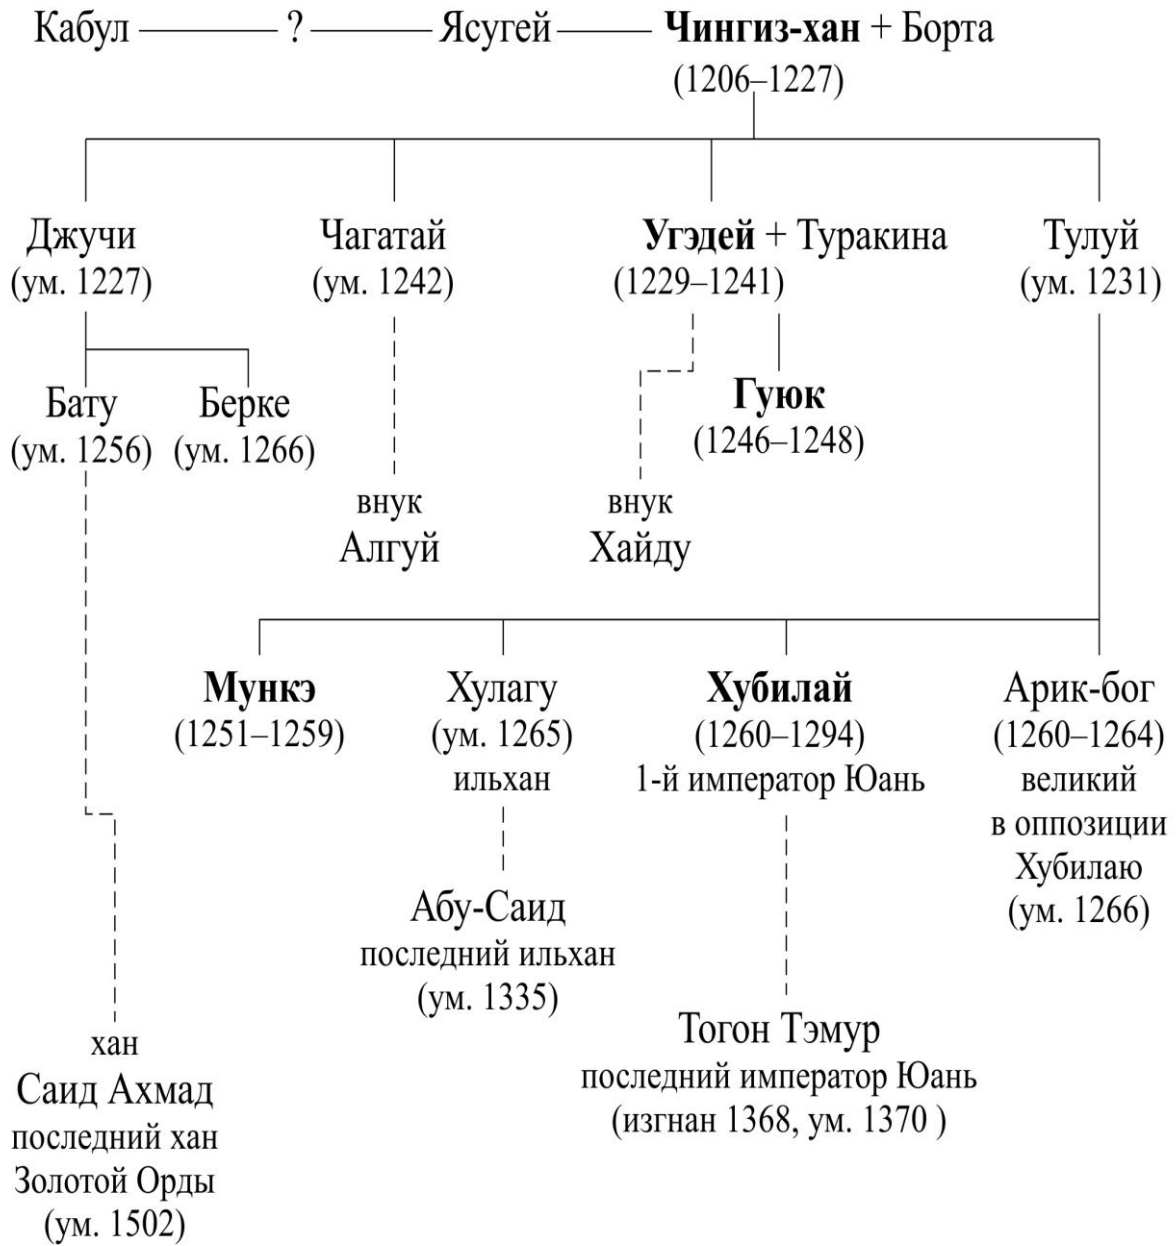 Кабул ? Ясугей Чингиз-хан + Борта
(1206–1227)
Джучи Чагатай Угэдей + Туракина Тулуй
(ум. 1227) (ум. 1242) (1229–1241) (ум. 1231)
Бату Берке Гуюк
(ум. 1256) (ум. 1266) (1246–1248)
внук внук
Алгуй Хайду
Мункэ Хулагу Хубилай Арик-бог
(1251–1259) (ум. 1265) (1260–1294) (1260–1264)
ильхан 1-й император Юань великий
в оппозиции
Хубилаю
(ум. 1266)
Абу-Саид
последний ильхан
(ум. 1335)
Тогон Тэмур
последний император Юань
(изгнан 1368, ум. 1370 )
хан
Саид Ахмад
последний хан
Золотой Орды
(ум. 1502)